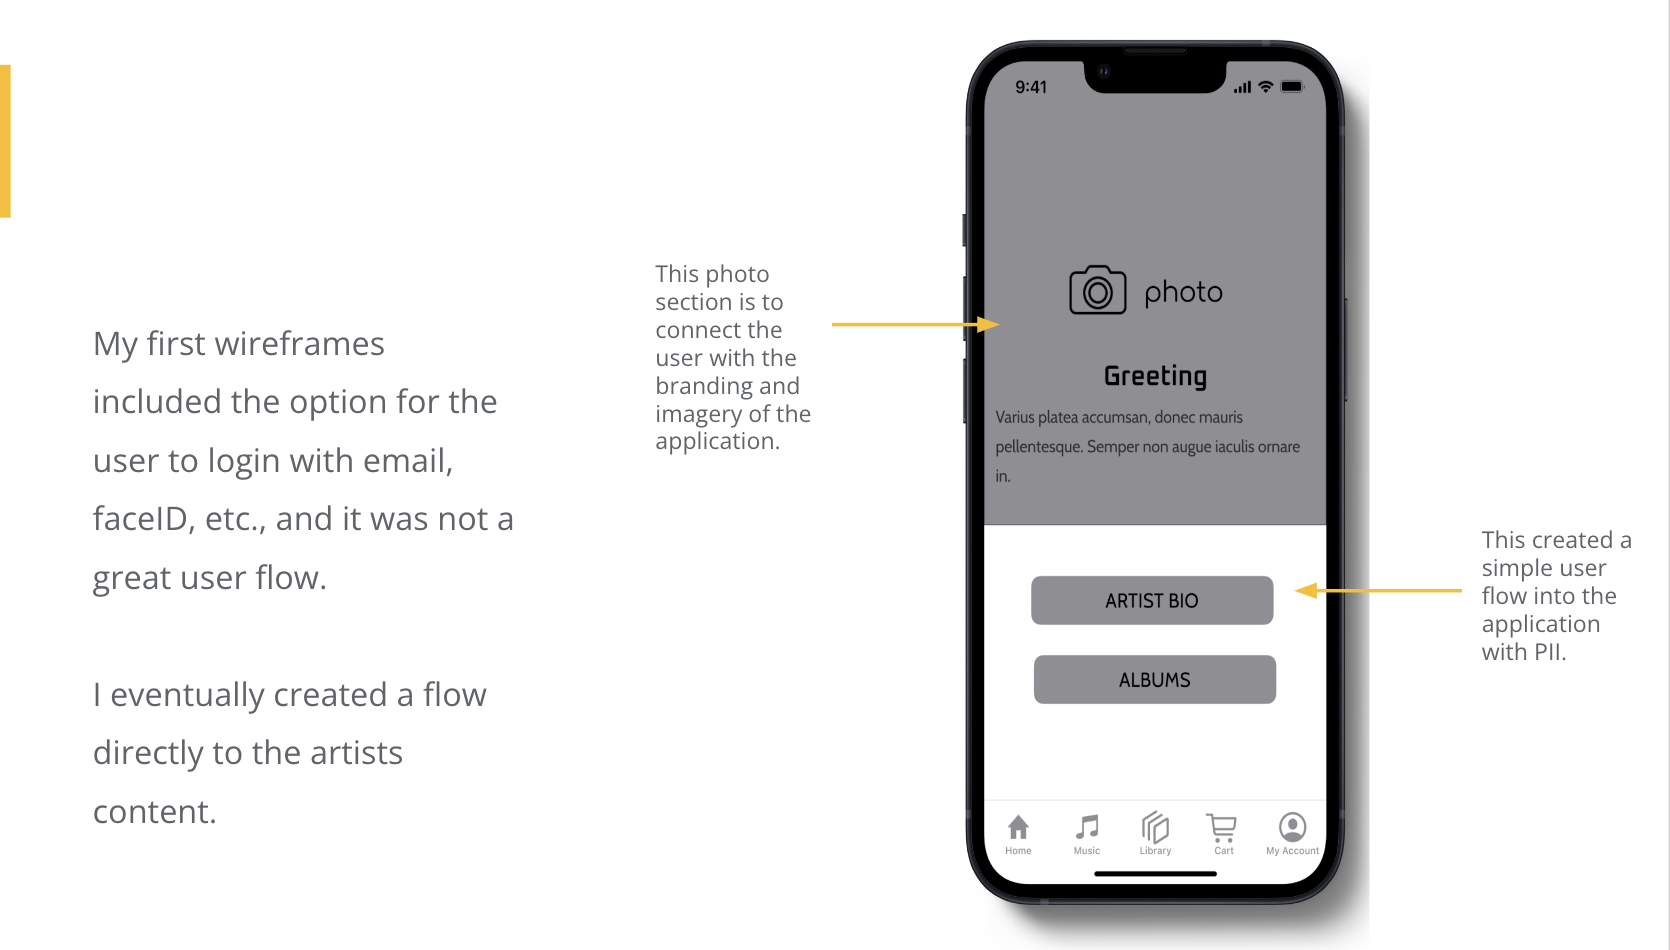 My first wireframes
included the option for the
user to login with email,
faceID, etc., and it was not a
great user flow.
I eventually created a flow
directly to the artists
content.
This photo
section is to
connect the
user with the
branding and
imagery of the
application.
9:41
photo
Greeting
Varius platea accumsan, donec mauris
pellentesque. Semper non augue iaculis ornare
in.
ARTIST BIO
ALBUMS
Home Music Library Cart My Account
This created a
simple user
flow into the
application
with PII.